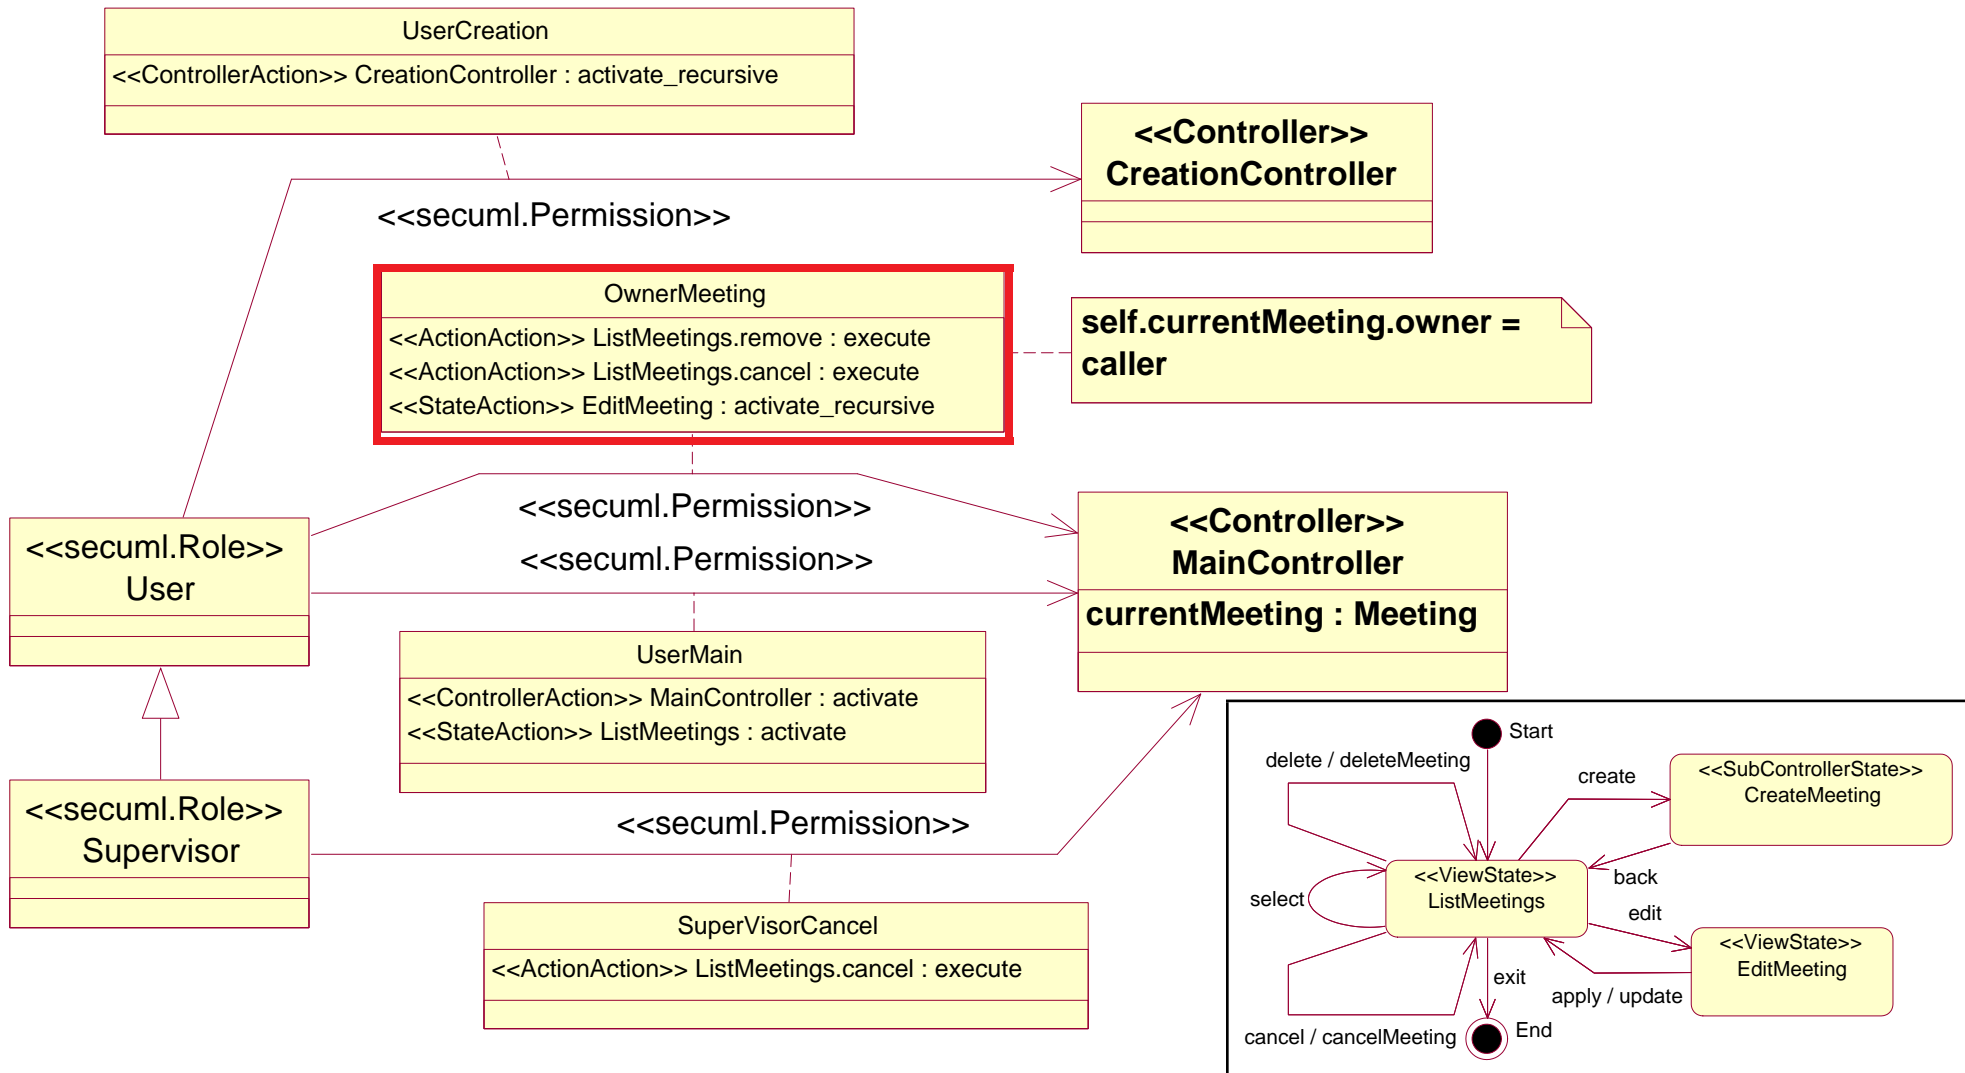 UserCreation
<<ControllerAction>> CreationController : activate_recursive
<<Controller>>
CreationController
<<secuml.Permission>>
OwnerMeeting
<<ActionAction>> ListMeetings.remove : execute
<<ActionAction>> ListMeetings.cancel : execute
<<StateAction>> EditMeeting : activate_recursive
self.currentMeeting.owner =
caller
<<secuml.Permission>>
<<secuml.Permission>>
<<secuml.Role>>
User
<<Controller>>
MainController
currentMeeting : Meeting
UserMain
<<ControllerAction>> MainController : activate
<<StateAction>> ListMeetings : activate
<<secuml.Role>>
Supervisor
<<secuml.Permission>>
SuperVisorCancel
<<ActionAction>> ListMeetings.cancel : execute
Start
delete / deleteMeeting
create
<<SubControllerState>>
CreateMeeting
<<ViewState>>
ListMeetings
back
select
edit
<<ViewState>>
EditMeeting
exit
apply / update
cancel / cancelMeeting
End